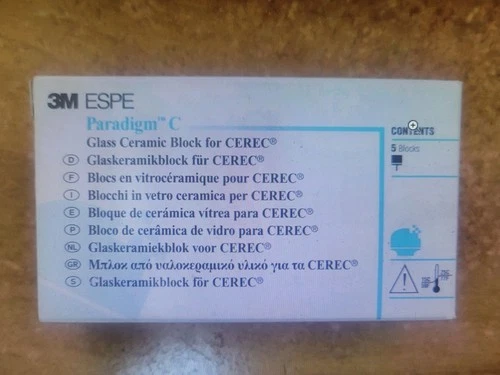 3M ESPE
Paradigm™ C
Glass Ceramic Block for CEREC®
D Glaskeramikblock für CEREC®
F Blocs en vitrocéramique pour CEREC®
I Blocchi in vetro ceramica per CEREC®
E Bloque de cerámica vítrea para CEREC®
P Bloco de cerâmica de vidro para CEREC®
NL Glaskeramiekblok voor CEREC®
GR Μπλοκ από υαλοκεραμικό υλικό για τα CEREC®
S Glaskeramikblock för CEREC®
CONTENTS
5 Blocks